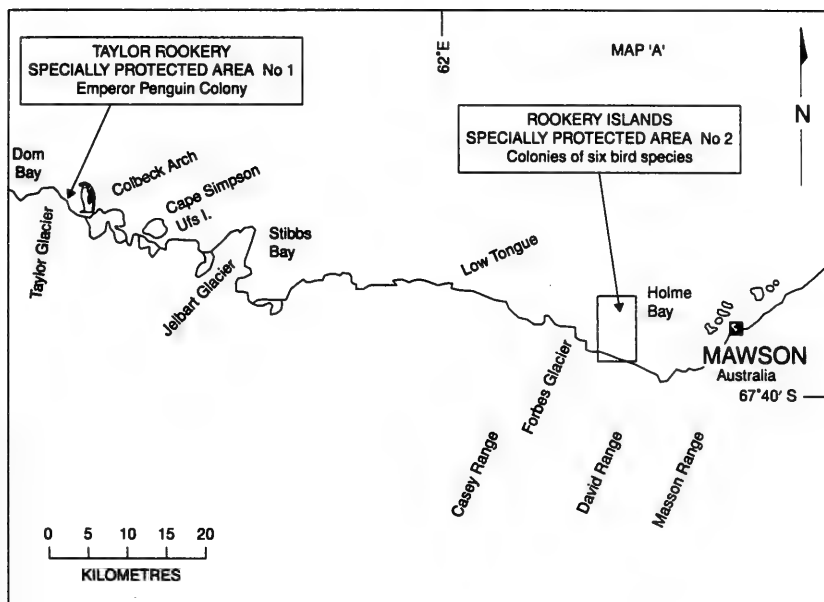 TAYLOR ROOKERY
SPECIALLY PROTECTED AREA No 1
Emperor Penguin Colony
62°E
MAP 'A'
N
ROOKERY ISLANDS
SPECIALLY PROTECTED AREA No 2
Colonies of six bird species
Dom
Bay
Colbeck Arch
Cape Simpson
Ufs I.
Taylor Glacier
Stibbs
Bay
Jelbart Glacier
Low Tongue
Holme
Bay
MAWSON
Australia
67°40' S
Forbes Glacier
Casey Range
David Range
Masson Range
0 5 10 15 20
KILOMETRES